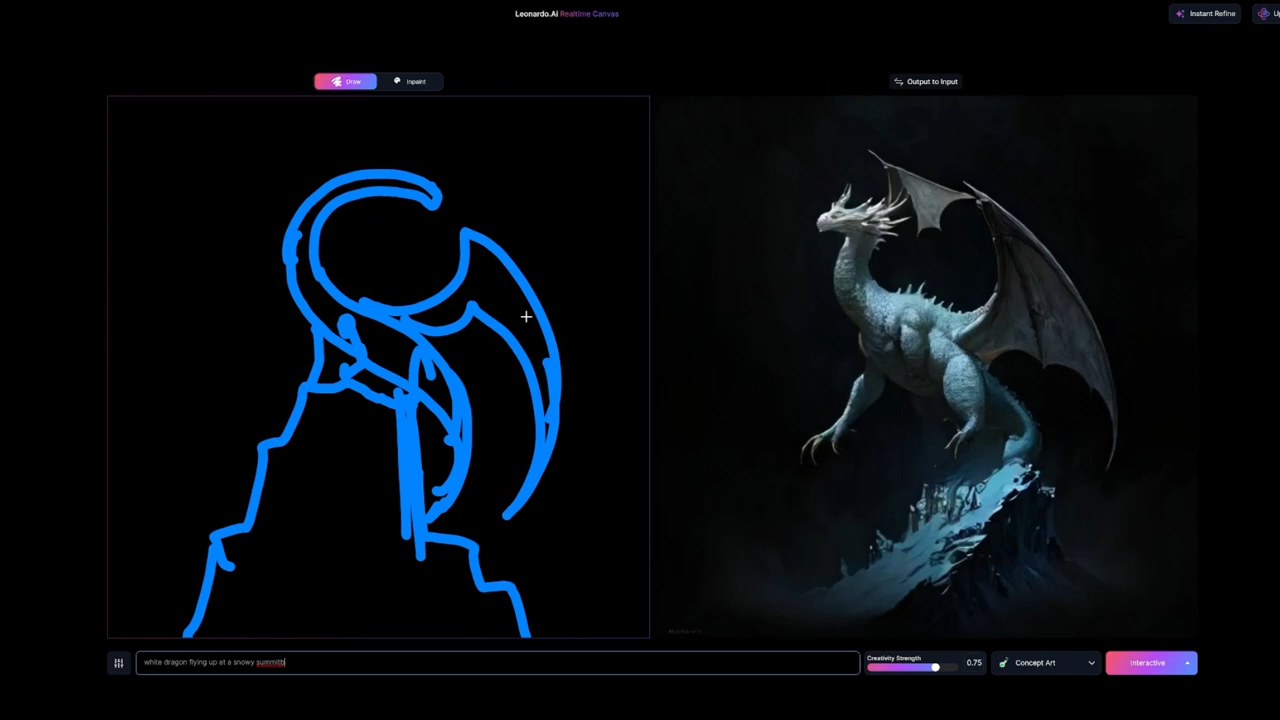 Leonardo.Ai Realtime Canvas
Instant Refine
Draw
Inpaint
Output to Input
white dragon flying up at a snowy summitt
Creativity Strength
0.75
Concept Art
Interactive